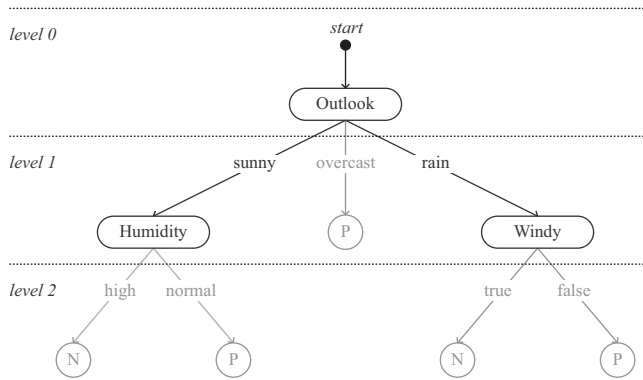 level 0
start
Outlook
level 1
sunny
overcast
rain
Humidity
P
Windy
level 2
high
normal
true
false
N
P
N
P